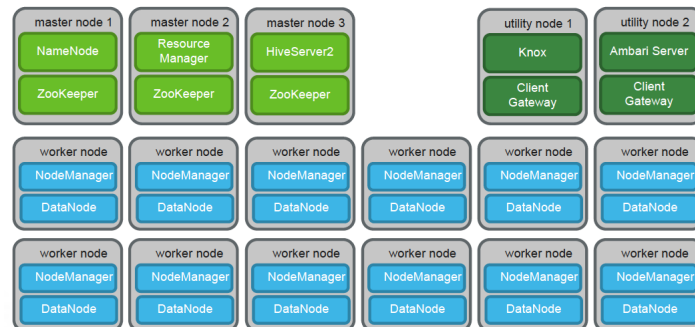 master node 1
master node 2
master node 3
utility node 1
utility node 2
NameNode
Resource
Manager
HiveServer2
Knox
Ambari Server
ZooKeeper
ZooKeeper
ZooKeeper
Client
Gateway
Client
Gateway
worker node
worker node
worker node
worker node
worker node
worker node
NodeManager
NodeManager
NodeManager
NodeManager
NodeManager
NodeManager
DataNode
DataNode
DataNode
DataNode
DataNode
DataNode
worker node
worker node
worker node
worker node
worker node
worker node
NodeManager
NodeManager
NodeManager
NodeManager
NodeManager
NodeManager
DataNode
DataNode
DataNode
DataNode
DataNode
DataNode